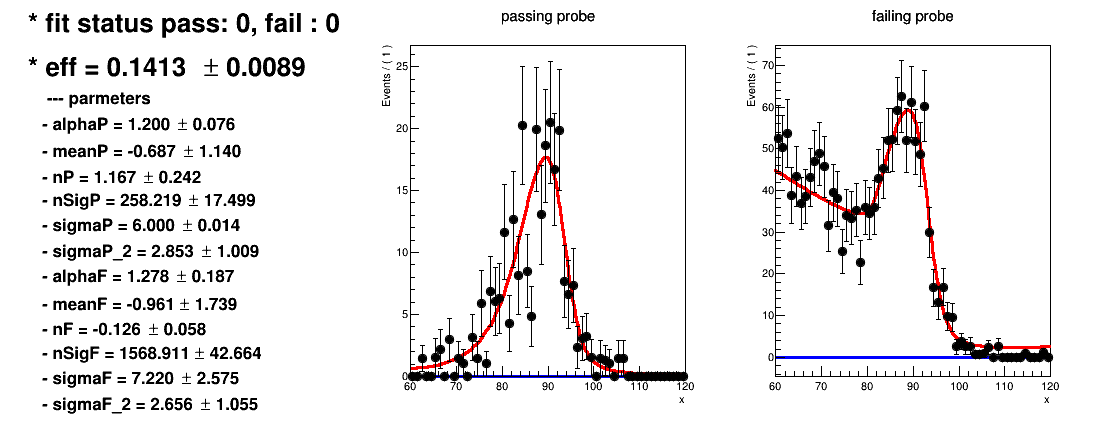 * fit status pass: 0, fail : 0
* eff = 0.1413 ± 0.0089
--- parmeters
- alphaP = 1.200 ± 0.076
- meanP = -0.687 ± 1.140
- nP = 1.167 ± 0.242
- nSigP = 258.219 ± 17.499
- sigmaP = 6.000 ± 0.014
- sigmaP_2 = 2.853 ± 1.009
- alphaF = 1.278 ± 0.187
- meanF = -0.961 ± 1.739
- nF = -0.126 ± 0.058
- nSigF = 1568.911 ± 42.664
- sigmaF = 7.220 ± 2.575
- sigmaF_2 = 2.656 ± 1.055
passing probe
Events / ( 1 )
25
20
15
10
5
0
60 70 80 90 100 110 120
x
failing probe
Events / ( 1 )
70
60
50
40
30
20
10
0
60 70 80 90 100 110 120
x